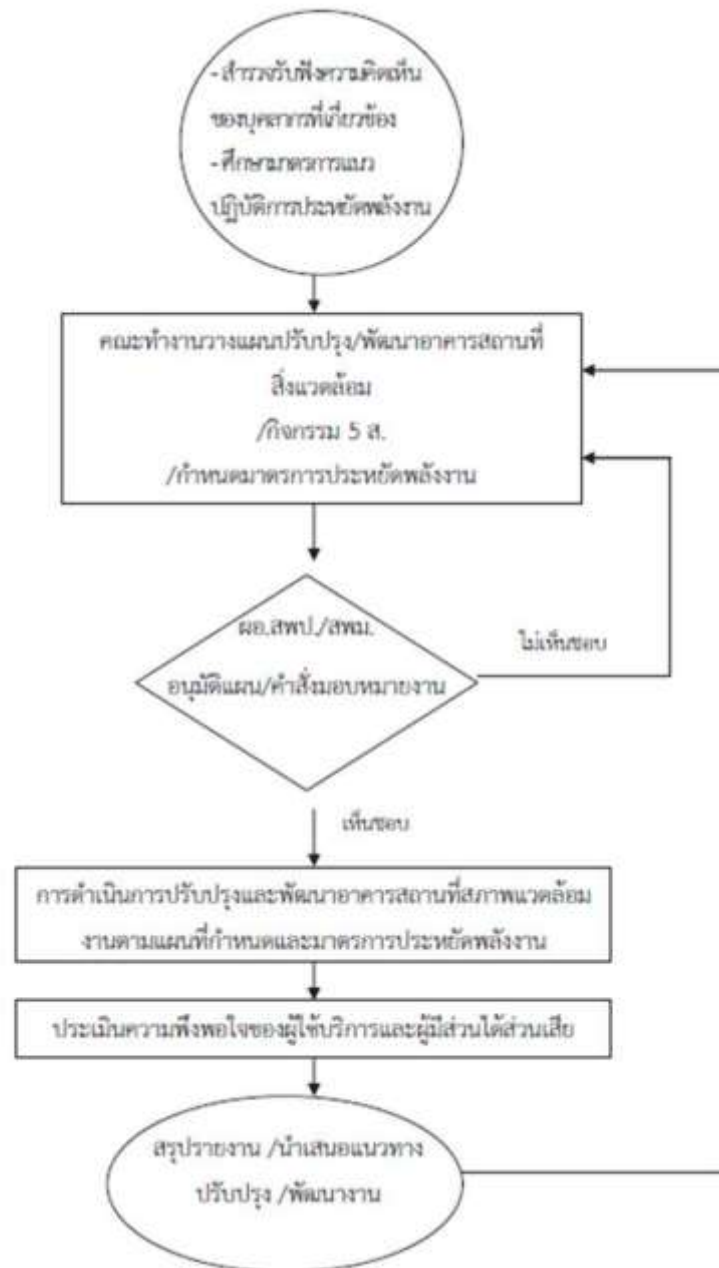 - สำรวจรับฟังความคิดเห็น
ของบุคลากรที่เกี่ยวข้อง
- ศึกษามาตรการแนว
ปฏิบัติการประหยัดพลังงาน
คณะทำงานวางแผนปรับปรุง/พัฒนาอาคารสถานที่
สิ่งแวดล้อม
/กิจกรรม 5 ส.
/กำหนดมาตรการประหยัดพลังงาน
ผอ.สพป./สพม.
อนุมัติแผน/คำสั่งมอบหมายงาน
ไม่เห็นชอบ
เห็นชอบ
การดำเนินการปรับปรุงและพัฒนาอาคารสถานที่สภาพแวดล้อม
งานตามแผนที่กำหนดและมาตรการประหยัดพลังงาน
ประเมินความพึงพอใจของผู้ใช้บริการและผู้มีส่วนได้ส่วนเสีย
สรุปรายงาน /นำเสนอแนวทาง
ปรับปรุง /พัฒนางาน